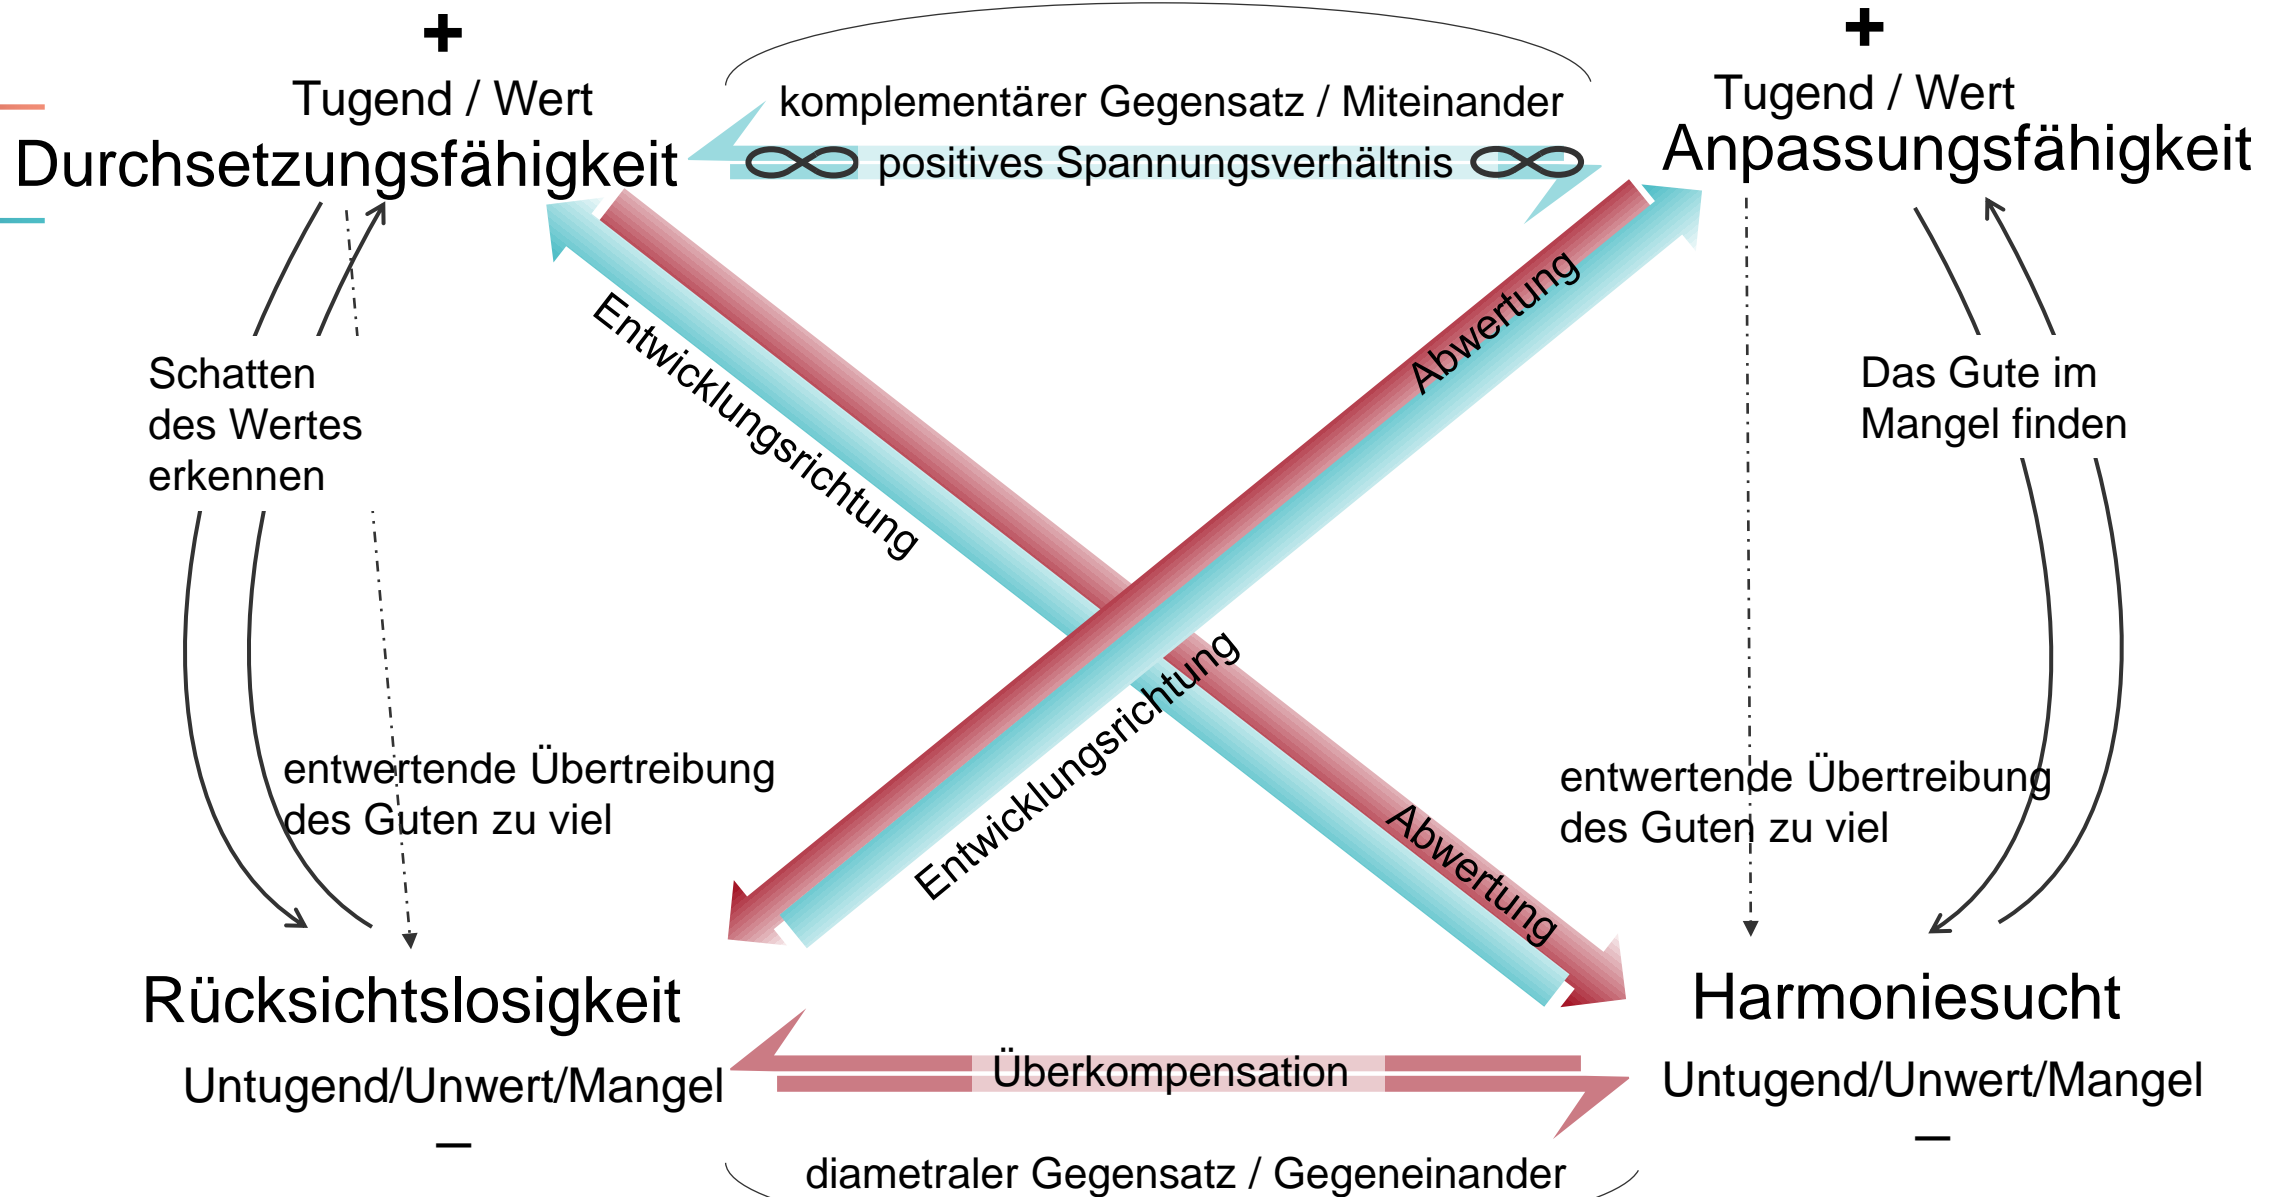 +
+
Tugend / Wert
komplementärer Gegensatz / Miteinander
Tugend / Wert
Durchsetzungsfähigkeit
positives Spannungsverhältnis
Anpassungsfähigkeit
Entwicklungsrichtung
Abwertung
Schatten
des Wertes
erkennen
Das Gute im
Mangel finden
entwertende Übertreibung
des Guten zu viel
Entwicklungsrichtung
Abwertung
entwertende Übertreibung
des Guten zu viel
Rücksichtslosigkeit
Harmoniesucht
Untugend/Unwert/Mangel
Überkompensation
Untugend/Unwert/Mangel
–
–
diametraler Gegensatz / Gegeneinander